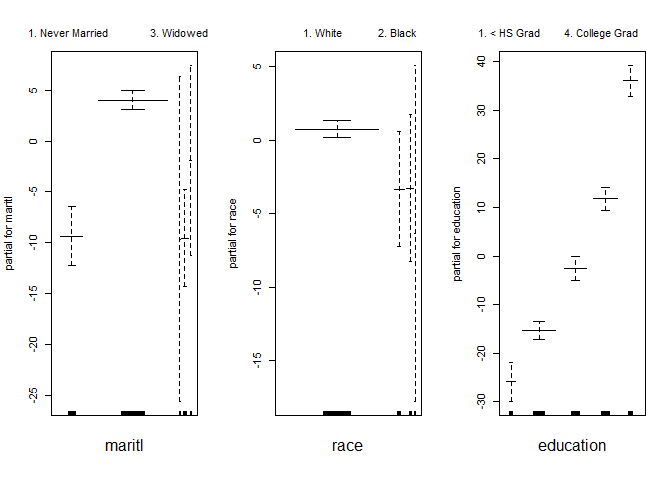 1. Never Married 3. Widowed
5
0
-5
-10
-15
-20
-25
partial for maritl
maritl
1. White 2. Black
5
0
-5
-10
-15
partial for race
race
1. < HS Grad 4. College Grad
40
30
20
10
0
-10
-20
-30
partial for education
education